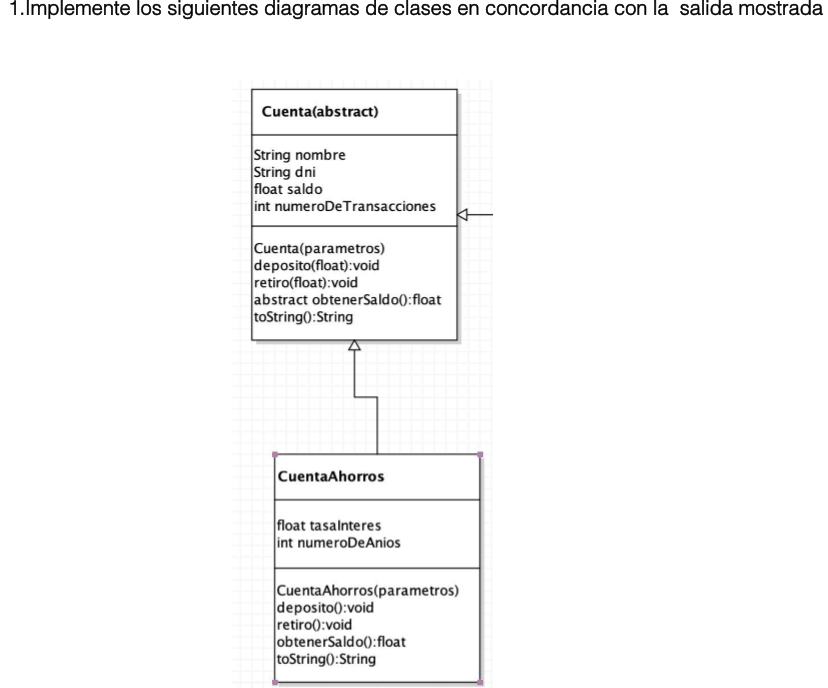 1.Implemente los siguientes diagramas de clases en concordancia con la salida mostrada
Cuenta(abstract)
String nombre
String dni
float saldo
int numeroDeTransacciones
Cuenta(parametros)
deposito(float):void
retiro(float):void
abstract obtenerSaldo():float
toString():String
CuentaAhorros
float tasaInteres
int numeroDeAnios
CuentaAhorros(parametros)
deposito():void
retiro():void
obtenerSaldo():float
toString():String